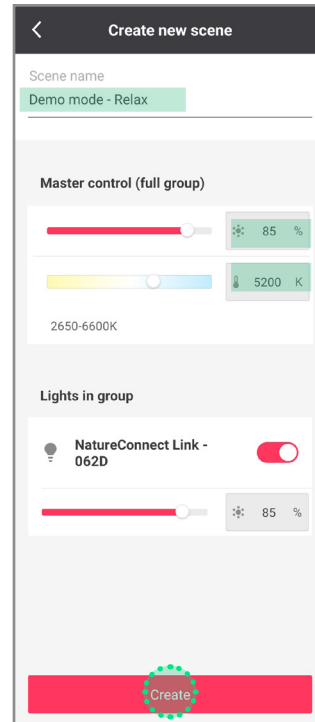 Create new scene
Scene name
Demo mode - Relax
Master control (full group)
85 %
5200 K
2650-6600K
Lights in group
NatureConnect Link -
062D
85 %
Create